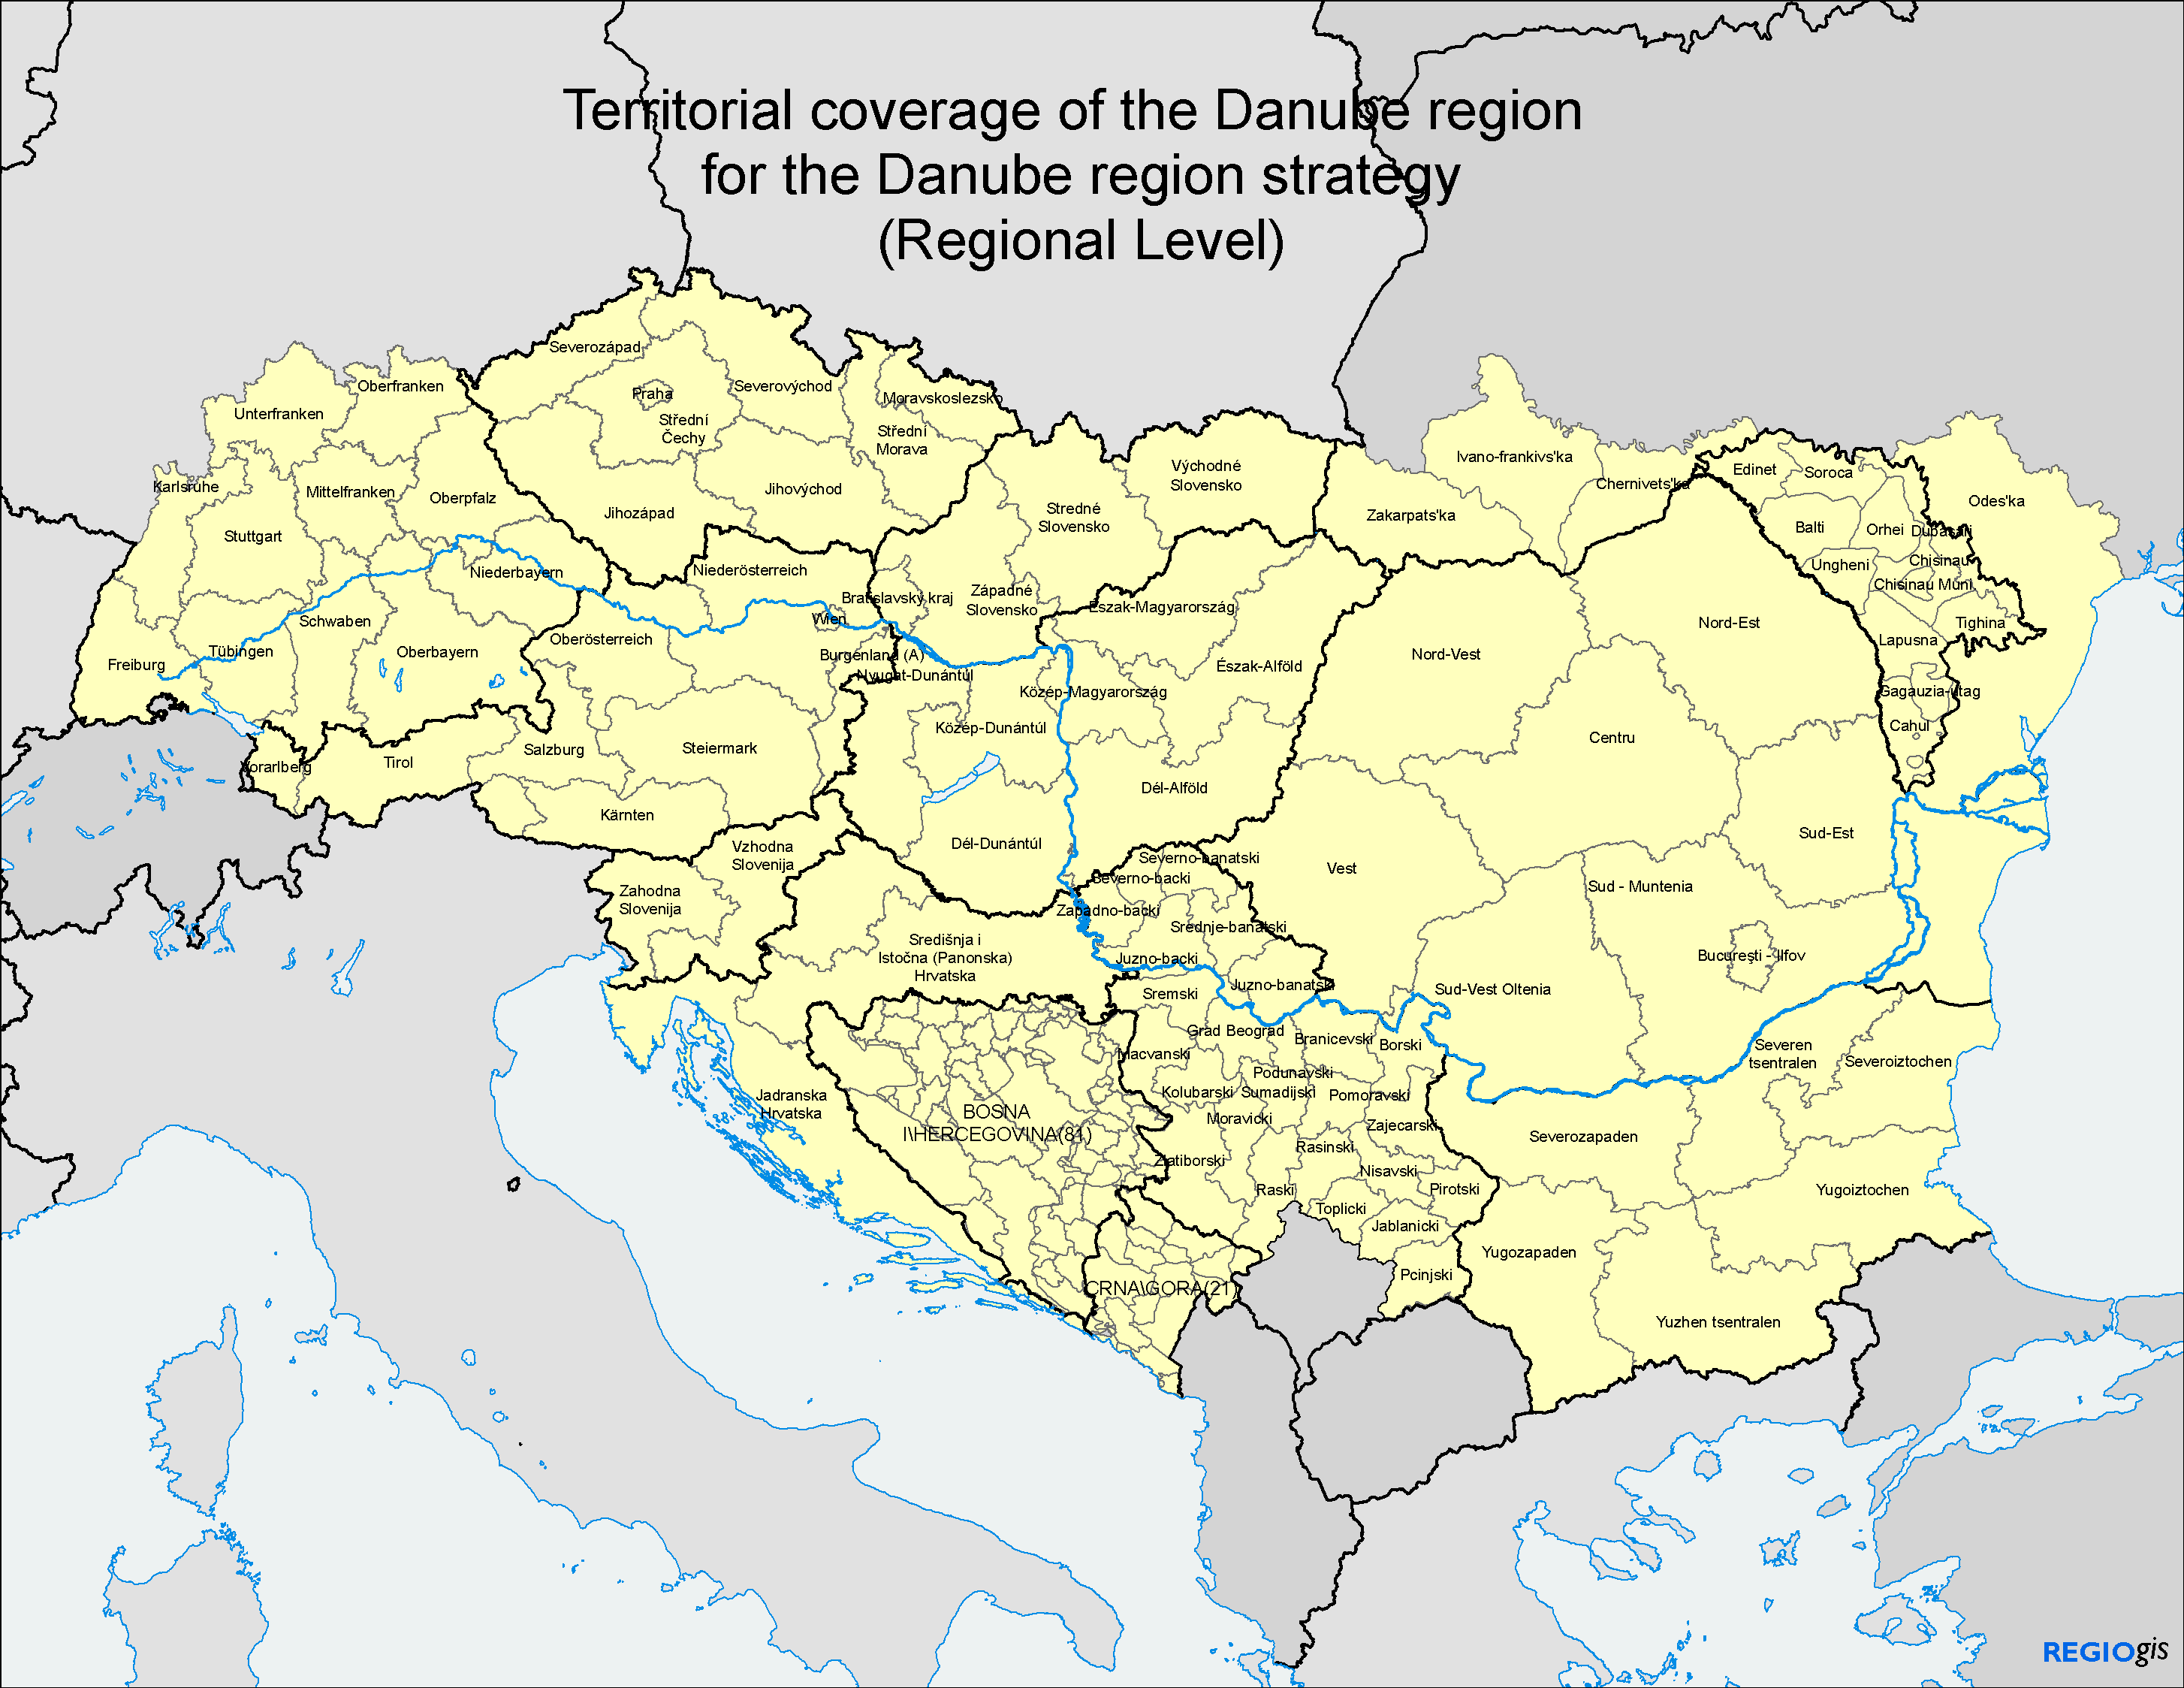 Territorial coverage of the Danube region
for the Danube region strategy
(Regional Level)
Severozápad
Oberfranken
Praha
Severovýchod
Moravskoslezsko
Unterfranken
Střední
Čechy
Střední
Morava
Ivano-frankivs'ka
Východné
Slovensko
Edinet
Soroca
Karlsruhe
Mittelfranken
Oberpfalz
Jihovýchod
Chernivets'ka
Odes'ka
Jihozápad
Stredné
Slovensko
Zakarpats'ka
Balti
Orhei
Dubasari
Stuttgart
Niederbayern
Niederösterreich
Ungheni
Chisinau
Chisinau Muni
Bratislavský kraj
Západné
Slovensko
Észak-Magyarország
Schwaben
Wien
Nord-Est
Tighina
Oberösterreich
Lapusna
Tübingen
Oberbayern
Burgenland (A)
Nord-Vest
Freiburg
Nyugat-Dunántúl
Észak-Alföld
Közép-Magyarország
Gagauzia-utag
Közép-Dunántúl
Cahul
Centru
Salzburg
Steiermark
Vorarlberg
Tirol
Dél-Alföld
Kärnten
Sud-Est
Dél-Dunántúl
Vzhodna
Slovenija
Severno-banatski
Vest
Severno-backi
Sud - Muntenia
Zahodna
Slovenija
Zapadno-backi
Srednje-banatski
Središnja i
Istočna (Panonska)
Hrvatska
Juzno-backi
Bucureşti - Ilfov
Juzno-banatski
Sremski
Sud-Vest Oltenia
Grad Beograd
Branicevski
Borski
Severen
tsentralen
Severoiztochen
Macvanski
Podunavski
Kolubarski
Sumadijski
Pomoravski
Jadranska
Hrvatska
BOSNA
I\HERCEGOVINA(81)
Moravicki
Zajecarski
Severozapaden
Rasinski
Zlatiborski
Nisavski
Raski
Pirotski
Yugoiztochen
Toplicki
Jablanicki
Yugozapaden
Pcinjski
CRNA\GORA(21)
Yuzhen tsentralen
REGIOgis